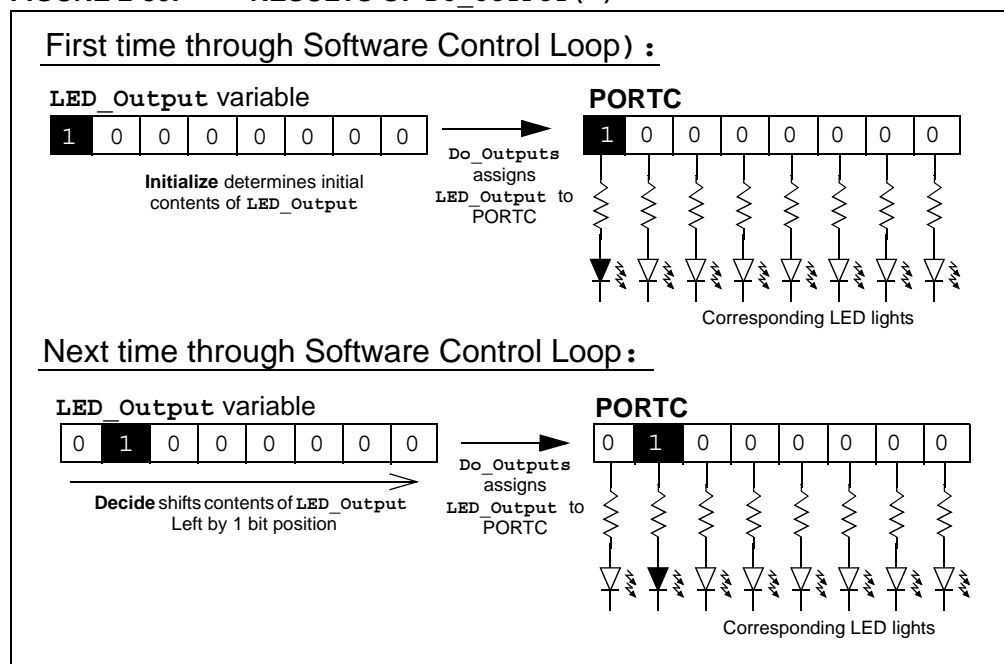 First time through Software Control Loop):
LED_Output variable
1 0 0 0 0 0 0 0
Initialize determines initial
contents of LED_Output
Do_Outputs
assigns
LED_Output to
PORTC
PORTC
1 0 0 0 0 0 0 0
Corresponding LED lights
Next time through Software Control Loop:
LED_Output variable
0 1 0 0 0 0 0 0
Decide shifts contents of LED_Output
Left by 1 bit position
Do_Outputs
assigns
LED_Output to
PORTC
PORTC
0 1 0 0 0 0 0 0
Corresponding LED lights